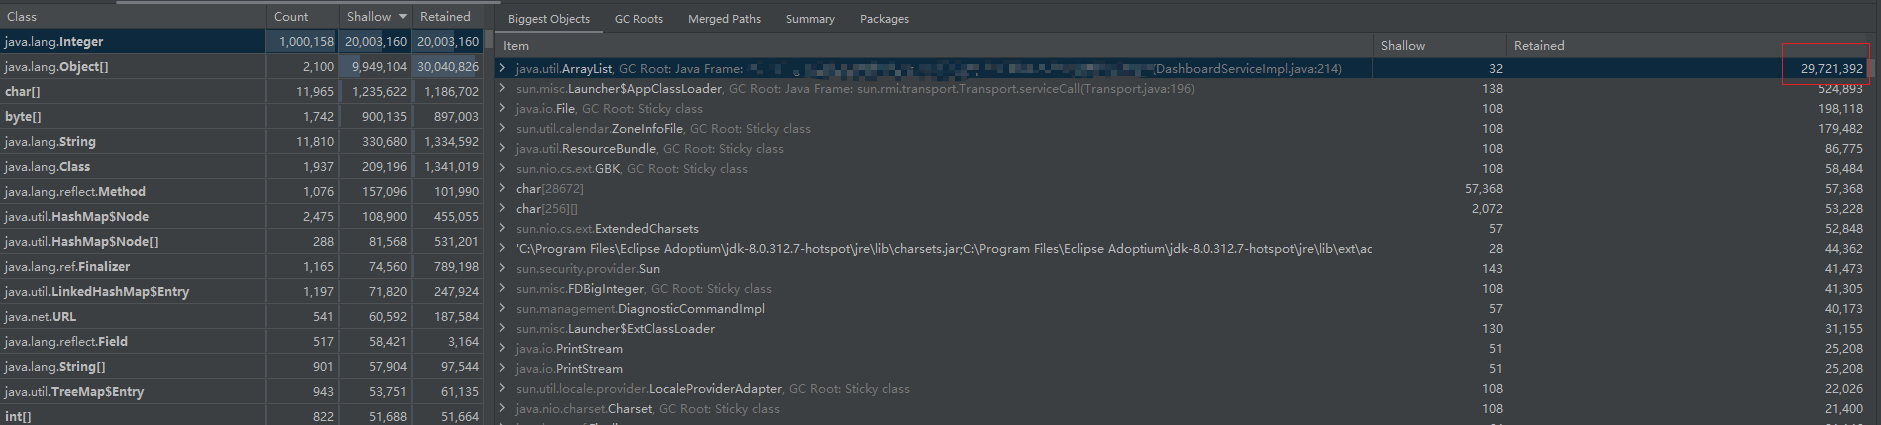 Class Count Shallow Retained
java.lang.Integer 1,000,158 20,003,160 20,003,160
java.lang.Object[] 2,100 9,949,104 30,040,826
char[] 11,965 1,235,622 1,186,702
byte[] 1,742 900,135 897,003
java.lang.String 11,810 330,680 1,334,592
java.lang.Class 1,937 209,196 1,341,019
java.lang.reflect.Method 1,076 157,096 101,990
java.util.HashMap$Node 2,475 108,900 455,055
java.util.HashMap$Node[] 288 81,568 531,201
java.lang.ref.Finalizer 1,165 74,560 789,198
java.util.LinkedHashMap$Entry 1,197 71,820 247,924
java.net.URL 541 60,592 187,584
java.lang.reflect.Field 517 58,421 3,164
java.lang.String[] 901 57,904 97,544
java.util.TreeMap$Entry 943 53,751 61,135
int[] 822 51,688 51,664
Biggest Objects GC Roots Merged Paths Summary Packages
Item Shallow Retained
java.util.ArrayList, GC Root: Java Frame: (DashboardServiceImpl.java:214) 32 29,721,392
sun.misc.Launcher$AppClassLoader, GC Root: Java Frame: sun.rmi.transport.Transport.serviceCall(Transport.java:196) 138 524,893
java.io.File, GC Root: Sticky class 108 198,118
sun.util.calendar.ZoneInfoFile, GC Root: Sticky class 108 179,482
java.util.ResourceBundle, GC Root: Sticky class 108 86,775
sun.nio.cs.ext.GBK, GC Root: Sticky class 108 58,484
char[28672] 57,368 57,368
char[256][] 2,072 53,228
sun.nio.cs.ext.ExtendedCharsets 57 52,848
'C:\Program Files\Eclipse Adoptium\jdk-8.0.312.7-hotspot\jre\lib\charsets.jar;C:\Program Files\Eclipse Adoptium\jdk-8.0.312.7-hotspot\jre\lib\ext\ac 28 44,362
sun.security.provider.Sun 143 41,473
sun.misc.FDBigInteger, GC Root: Sticky class 108 41,305
sun.management.DiagnosticCommandImpl 57 40,173
sun.misc.Launcher$ExtClassLoader 130 31,155
java.io.PrintStream 51 25,208
java.io.PrintStream 51 25,208
sun.util.locale.provider.LocaleProviderAdapter, GC Root: Sticky class 108 22,026
java.nio.charset.Charset, GC Root: Sticky class 108 21,400